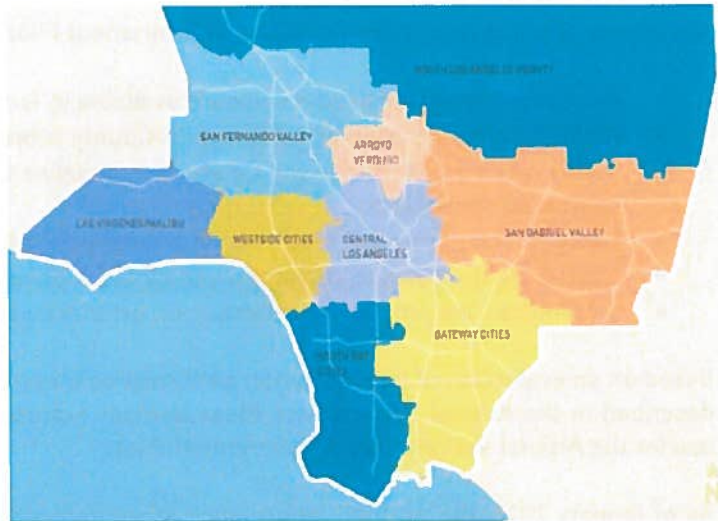 NORTH LOS ANGELES COUNTY
SAN FERNANDO VALLEY
ARROYO
VERDUGO
LAS VIRGENES/MALIBU
WESTSIDE CITIES
CENTRAL
LOS ANGELES
SAN GABRIEL VALLEY
GATEWAY CITIES
SOUTH BAY
CITIES